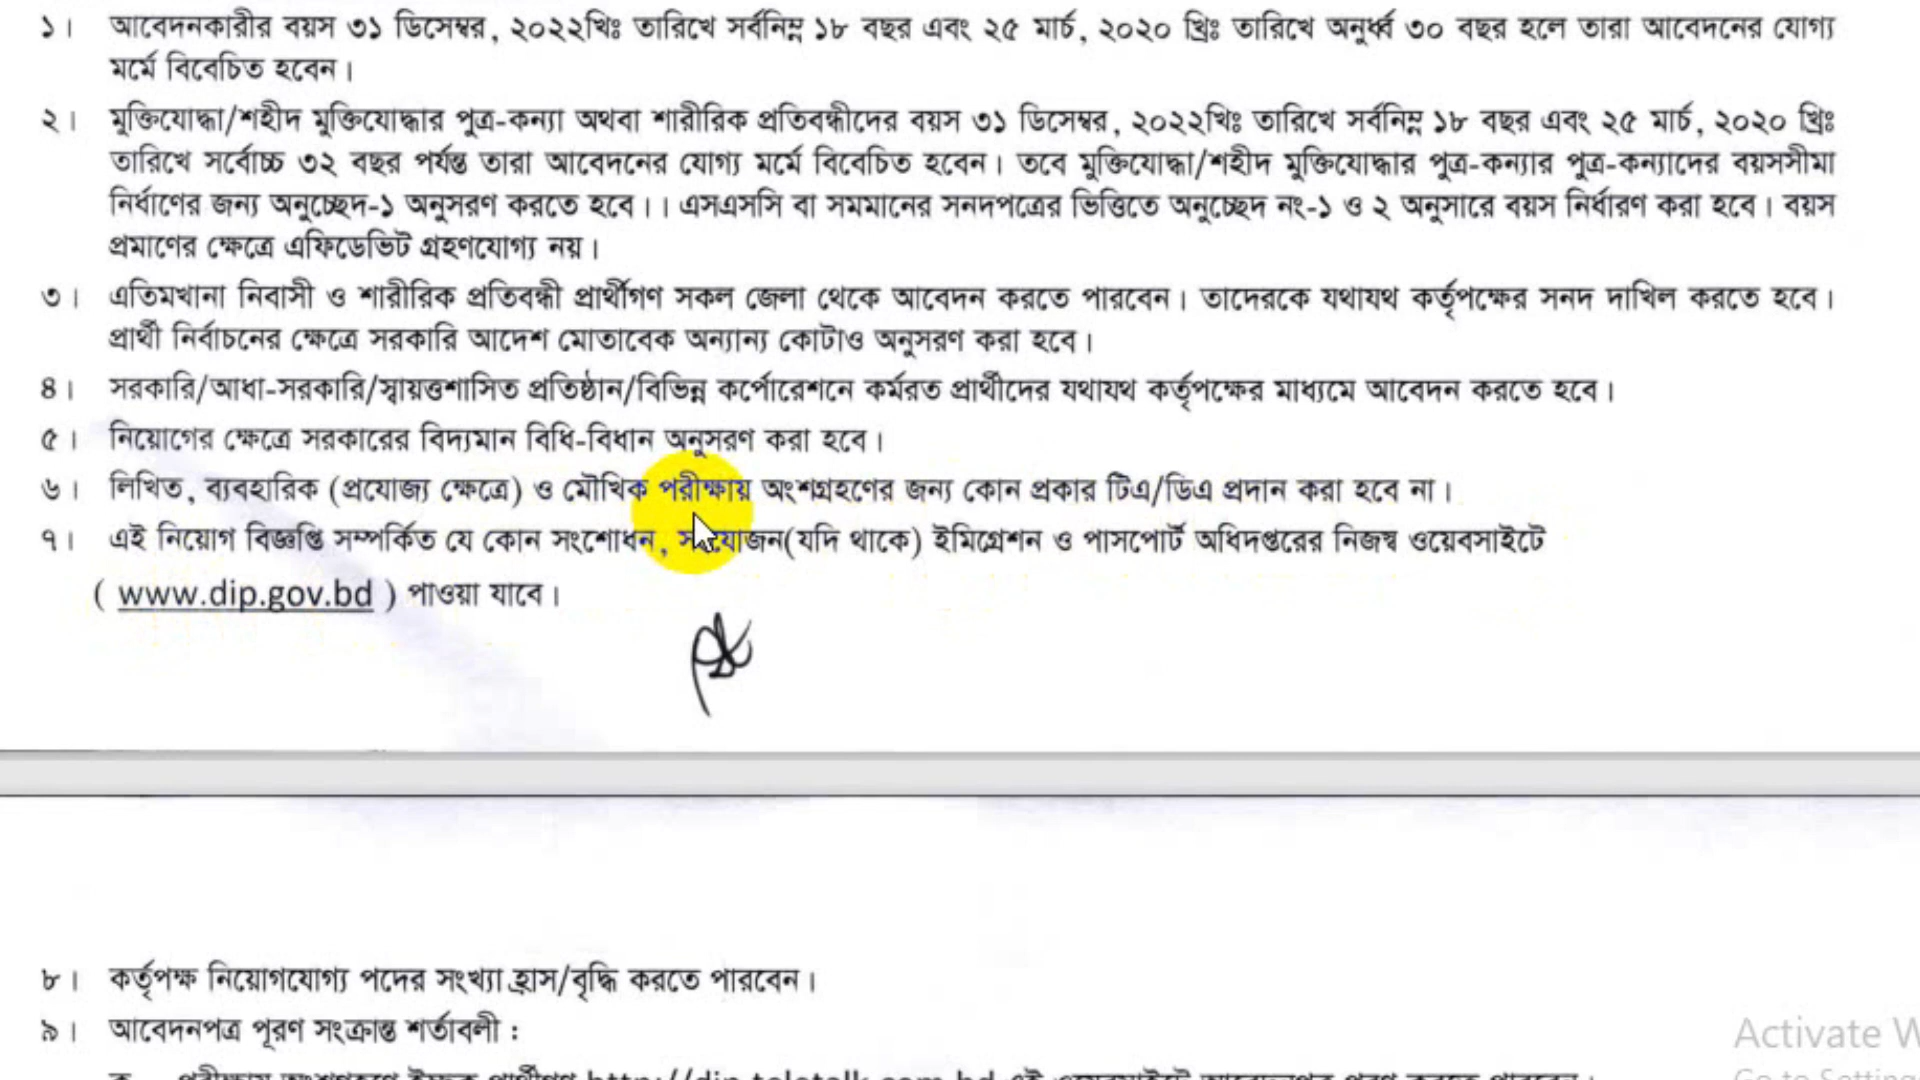 ১। আবেদনকারীর বয়স ৩১ ডিসেম্বর, ২০২২খিঃ তারিখে সর্বনিম্ন ১৮ বছর এবং ২৫ মার্চ, ২০২০ খ্রিঃ তারিখে অনুর্ধ্ব ৩০ বছর হলে তারা আবেদনের যোগ্য
মর্মে বিবেচিত হবেন।
২। মুক্তিযোদ্ধা/শহীদ মুক্তিযোদ্ধার পুত্র-কন্যা অথবা শারীরিক প্রতিবন্ধীদের বয়স ৩১ ডিসেম্বর, ২০২২খিঃ তারিখে সর্বনিম্ন ১৮ বছর এবং ২৫ মার্চ, ২০২০ খ্রিঃ
তারিখে সর্বোচ্চ ৩২ বছর পর্যন্ত তারা আবেদনের যোগ্য মর্মে বিবেচিত হবেন। তবে মুক্তিযোদ্ধা/শহীদ মুক্তিযোদ্ধার পুত্র-কন্যার পুত্র-কন্যাদের বয়সসীমা
নির্ধাণের জন্য অনুচ্ছেদ-১ অনুসরণ করতে হবে।। এসএসসি বা সমমানের সনদপত্রের ভিত্তিতে অনুচ্ছেদ নং-১ ও ২ অনুসারে বয়স নির্ধারণ করা হবে। বয়স
প্রমাণের ক্ষেত্রে এফিডেভিট গ্রহণযোগ্য নয়।
৩। এতিমখানা নিবাসী ও শারীরিক প্রতিবন্ধী প্রার্থীগণ সকল জেলা থেকে আবেদন করতে পারবেন। তাদেরকে যথাযথ কর্তৃপক্ষের সনদ দাখিল করতে হবে।
প্রার্থী নির্বাচনের ক্ষেত্রে সরকারি আদেশ মোতাবেক অন্যান্য কোটাও অনুসরণ করা হবে।
৪। সরকারি/আধা-সরকারি/স্বায়ত্তশাসিত প্রতিষ্ঠান/বিভিন্ন কর্পোরেশনে কর্মরত প্রার্থীদের যথাযথ কর্তৃপক্ষের মাধ্যমে আবেদন করতে হবে।
৫। নিয়োগের ক্ষেত্রে সরকারের বিদ্যমান বিধি-বিধান অনুসরণ করা হবে।
৬। লিখিত, ব্যবহারিক (প্রযোজ্য ক্ষেত্রে) ও মৌখিক পরীক্ষায় অংশগ্রহণের জন্য কোন প্রকার টিএ/ডিএ প্রদান করা হবে না।
৭। এই নিয়োগ বিজ্ঞপ্তি সম্পর্কিত যে কোন সংশোধন, সংযোজন(যদি থাকে) ইমিগ্রেশন ও পাসপোর্ট অধিদপ্তরের নিজস্ব ওয়েবসাইটে
( www.dip.gov.bd ) পাওয়া যাবে।
৮। কর্তৃপক্ষ নিয়োগযোগ্য পদের সংখ্যা হ্রাস/বৃদ্ধি করতে পারবেন।
৯। আবেদনপত্র পূরণ সংক্রান্ত শর্তাবলী :
Activate W